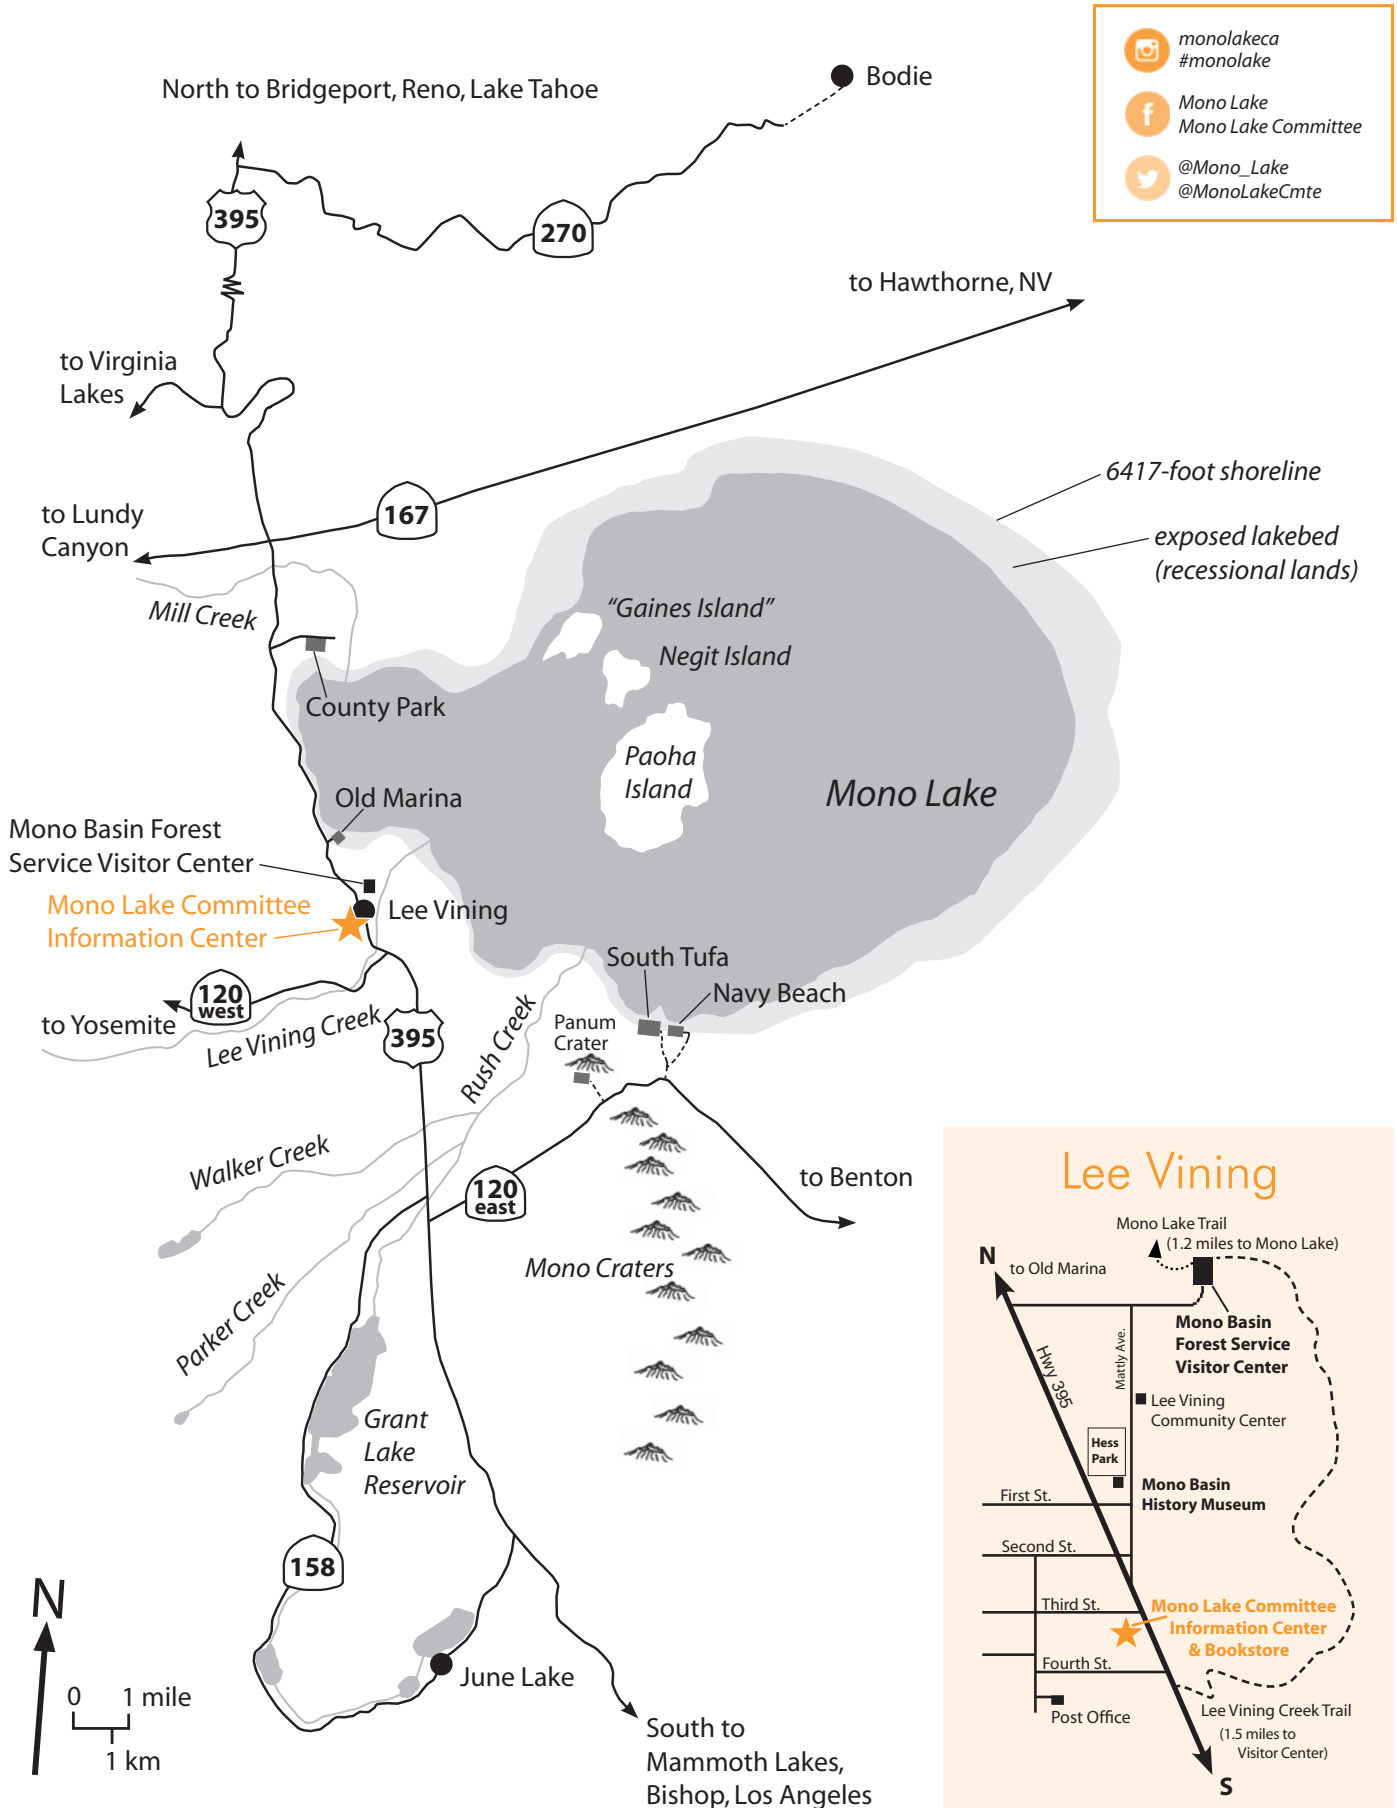 monolakeca
#monolake
Mono Lake
Mono Lake Committee
@Mono_Lake
@MonoLakeCmte
North to Bridgeport, Reno, Lake Tahoe
Bodie
395
270
to Hawthorne, NV
to Virginia
Lakes
6417-foot shoreline
to Lundy
Canyon
167
exposed lakebed
(recessional lands)
Mill Creek
"Gaines Island"
Negit Island
County Park
Paoha
Island
Mono Lake
Old Marina
Mono Basin Forest
Service Visitor Center
Mono Lake Committee
Information Center
Lee Vining
South Tufa
Navy Beach
120
west
to Yosemite
Lee Vining Creek
395
Rush Creek
Panum
Crater
Walker Creek
120
east
to Benton
Mono Craters
Parker Creek
Grant
Lake
Reservoir
158
June Lake
N
0 1 mile
1 km
South to
Mammoth Lakes,
Bishop, Los Angeles
Lee Vining
Mono Lake Trail
(1.2 miles to Mono Lake)
N
to Old Marina
Mono Basin
Forest Service
Visitor Center
Mattly Ave.
Hwy 395
Lee Vining
Community Center
Hess
Park
Mono Basin
History Museum
First St.
Second St.
Third St.
Mono Lake Committee
Information Center
& Bookstore
Fourth St.
Post Office
Lee Vining Creek Trail
(1.5 miles to
Visitor Center)
S